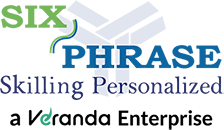 SIX
PHRASE
Skilling Personalized
a Veranda Enterprise